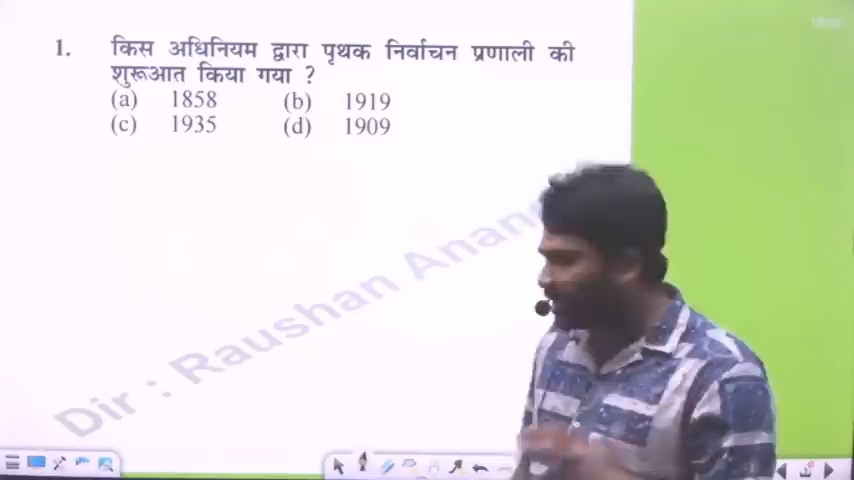 1. किस अधिनियम द्वारा पृथक निर्वाचन प्रणाली की
शुरूआत किया गया ?
(a) 1858 (b) 1919
(c) 1935 (d) 1909
Dir : Raushan Anand